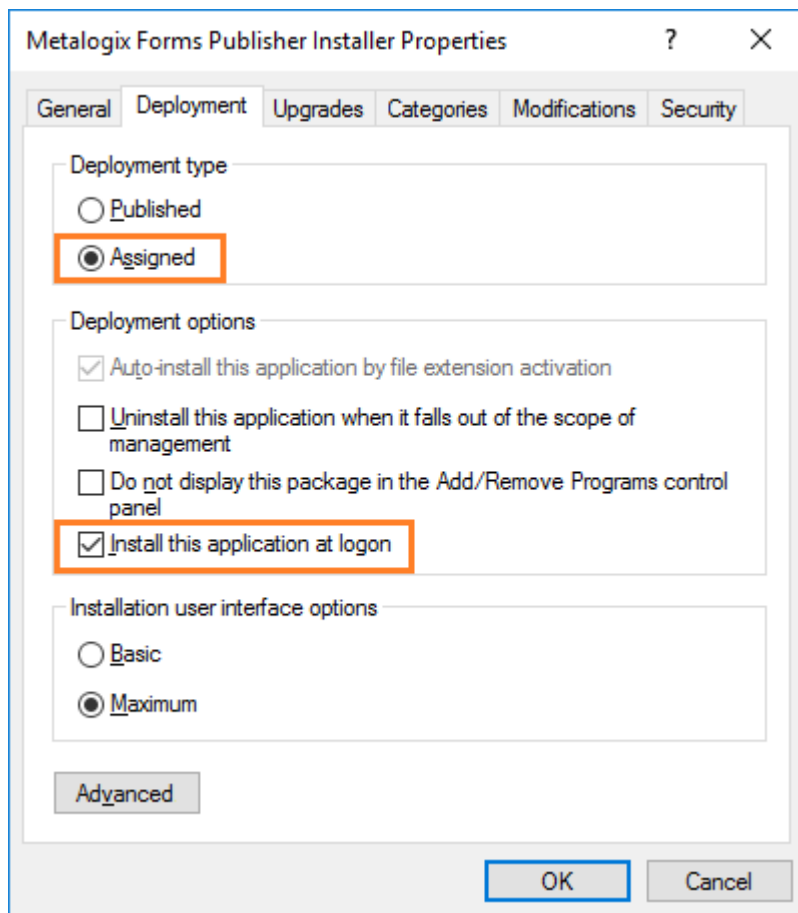 Metalogix Forms Publisher Installer Properties ?
General Deployment Upgrades Categories Modifications Security
Deployment type
Published
Assigned
Deployment options
Auto-install this application by file extension activation
Uninstall this application when it falls out of the scope of
management
Do not display this package in the Add/Remove Programs control
panel
Install this application at logon
Installation user interface options
Basic
Maximum
Advanced
OK Cancel